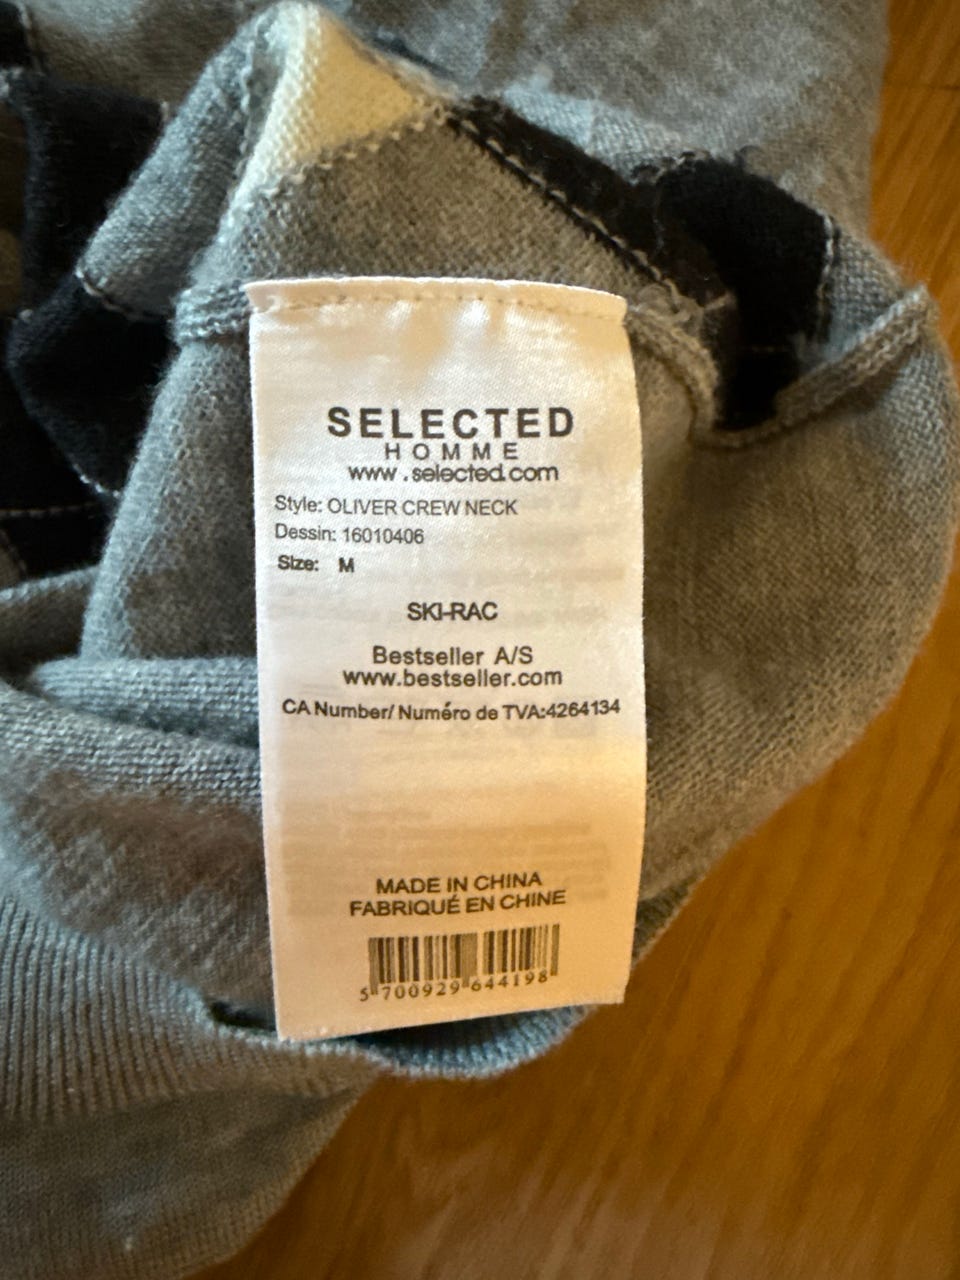 SELECTED
HOMME
www.selected.com
Style: OLIVER CREW NECK
Dessin: 16010406
Size: M
SKI-RAC
Bestseller A/S
www.bestseller.com
CA Number/ Numéro de TVA:4264134
MADE IN CHINA
FABRIQUÉ EN CHINE
5 700929 644198